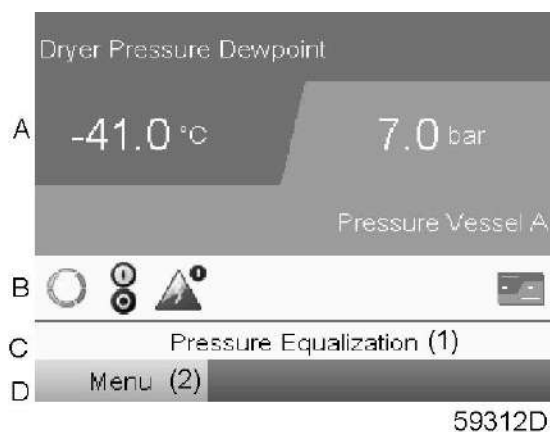 Dryer Pressure Dewpoint
A
-41.0 °C
7.0 bar
Pressure Vessel A
B
C
Pressure Equalization (1)
D
Menu (2)
59312D